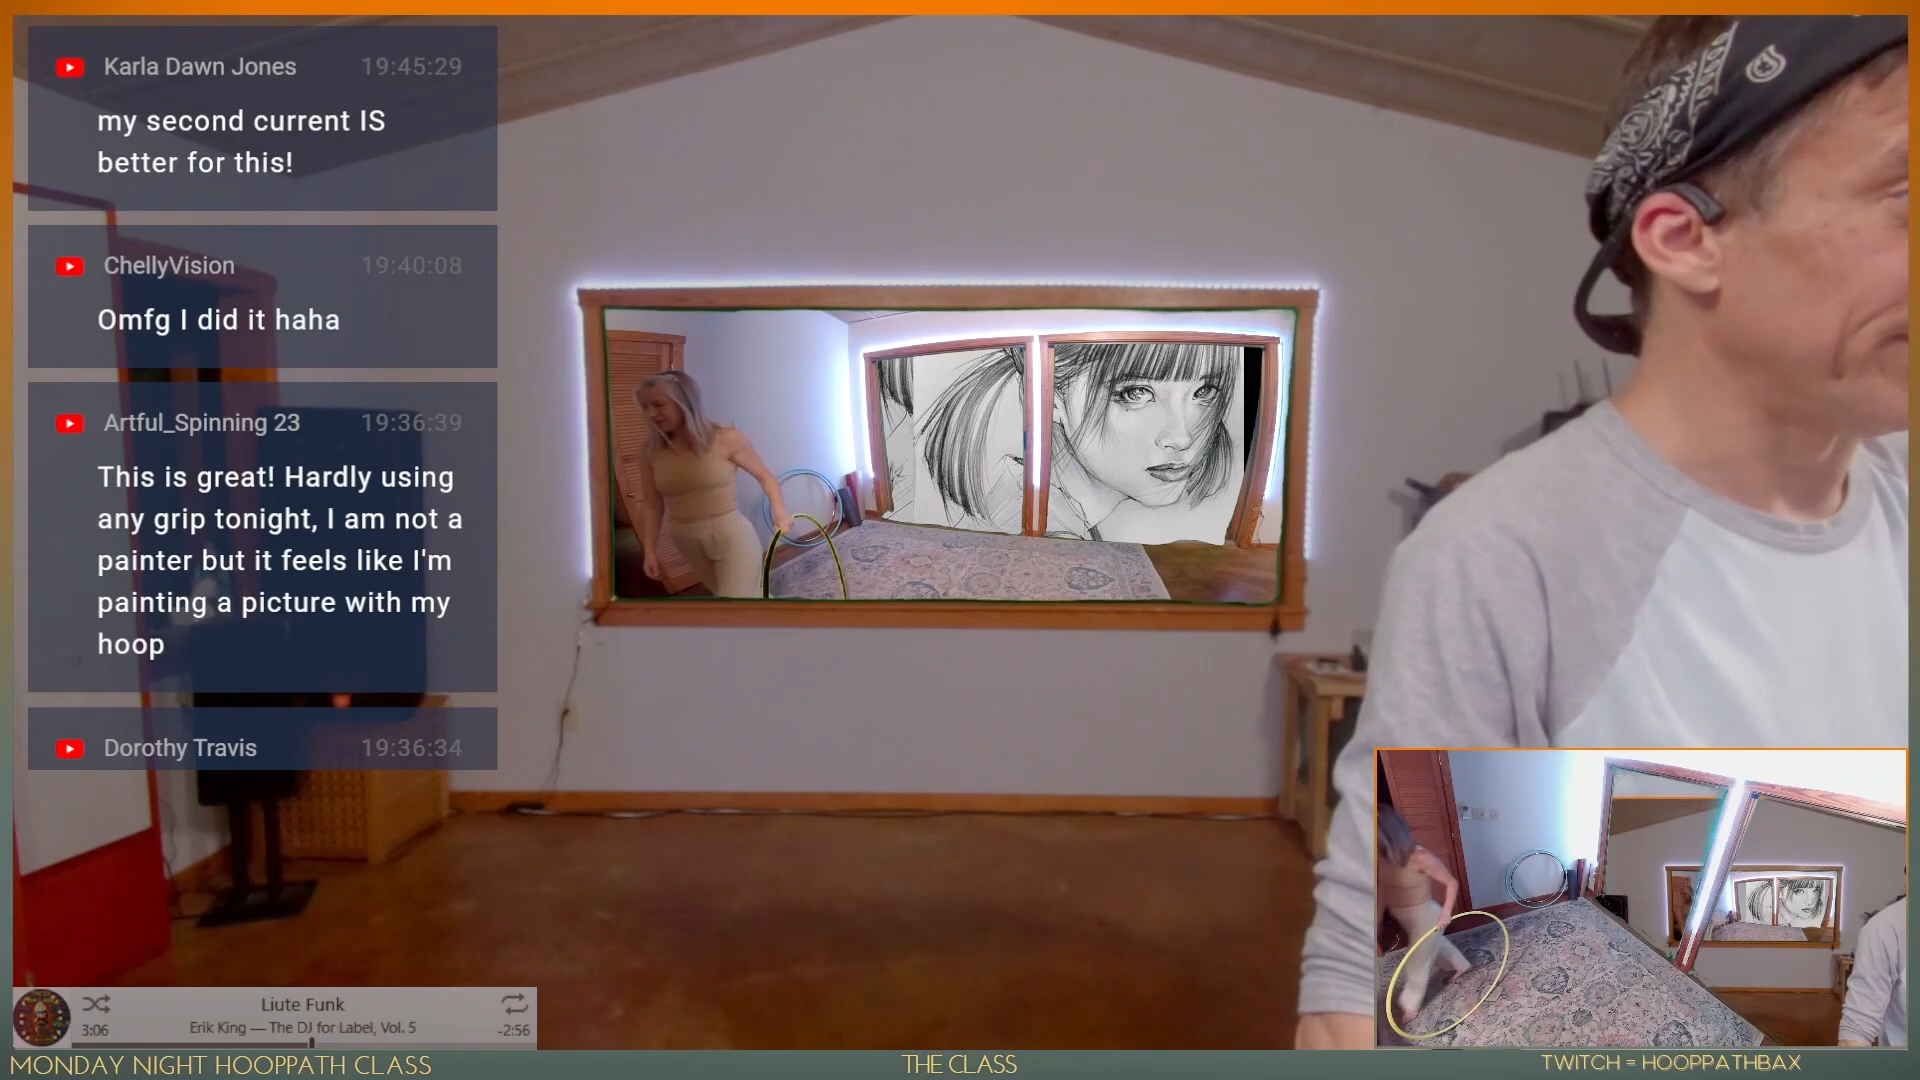 Karla Dawn Jones 19:45:29
my second current IS
better for this!
ChellyVision 19:40:08
Omfg I did it haha
Artful_Spinning 23 19:36:39
This is great! Hardly using
any grip tonight, I am not a
painter but it feels like I'm
painting a picture with my
hoop
Dorothy Travis 19:36:34
Liute Funk
3:06 Erik King — The DJ for Label, Vol. 5 -2:56
MONDAY NIGHT HOOPPATH CLASS
THE CLASS
TWITCH = HOOPPATHBAX